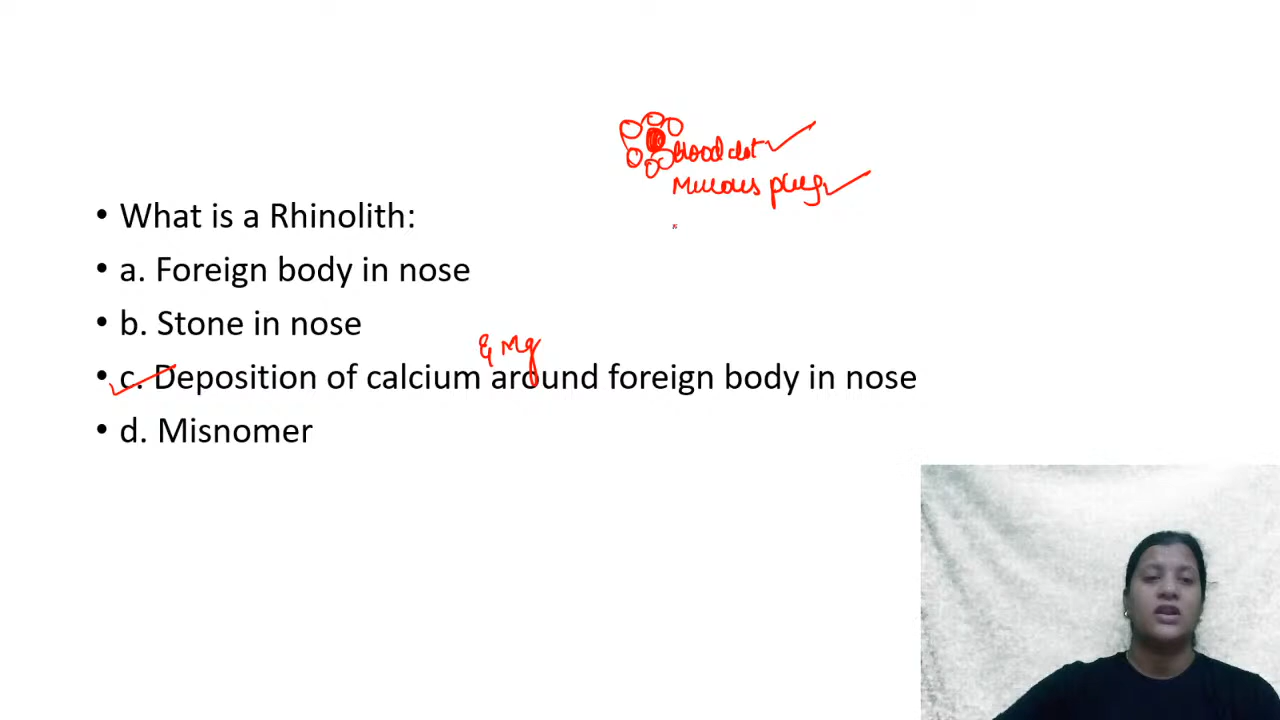 Blood clot
Mucous plug
• What is a Rhinolith:
• a. Foreign body in nose
• b. Stone in nose
& Mg
• c. Deposition of calcium around foreign body in nose
• d. Misnomer